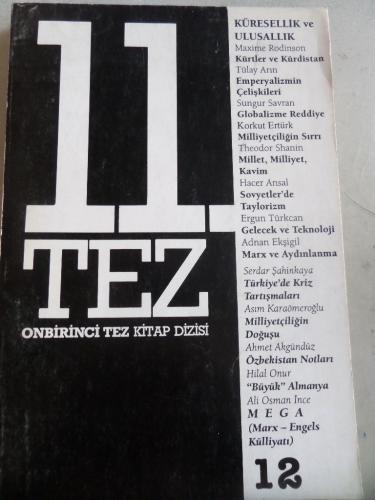 11.
TEZ
ONBİRİNCİ TEZ KİTAP DİZİSİ
KÜRESELLİK ve
ULUSALLIK
Maxime Rodinson
Kürtler ve Kürdistan
Tülay Arın
Emperyalizmin
Çelişkileri
Sungur Savran
Globalizme Reddiye
Korkut Ertürk
Milliyetçiliğin Sırrı
Theodor Shanin
Millet, Milliyet,
Kavim
Hacer Ansal
Sovyetler'de
Taylorizm
Ergun Türkcan
Gelecek ve Teknoloji
Adnan Ekşigil
Marx ve Aydınlanma
Serdar Şahinkaya
Türkiye'de Kriz
Tartışmaları
Asım Karaömeroğlu
Milliyetçiliğin
Doğuşu
Ahmet Akgündüz
Özbekistan Notları
Hilal Onur
"Büyük" Almanya
Ali Osman İnce
M E G A
(Marx – Engels
Külliyatı)
12